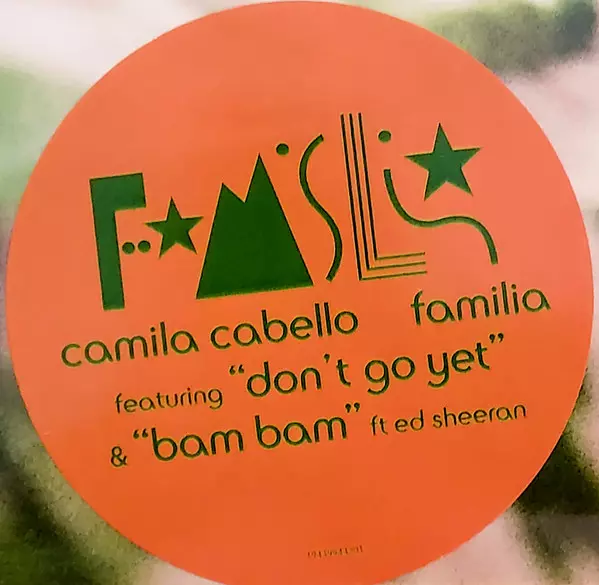 FAMILIA
camila cabello familia
featuring "don't go yet"
& "bam bam" ft ed sheeran